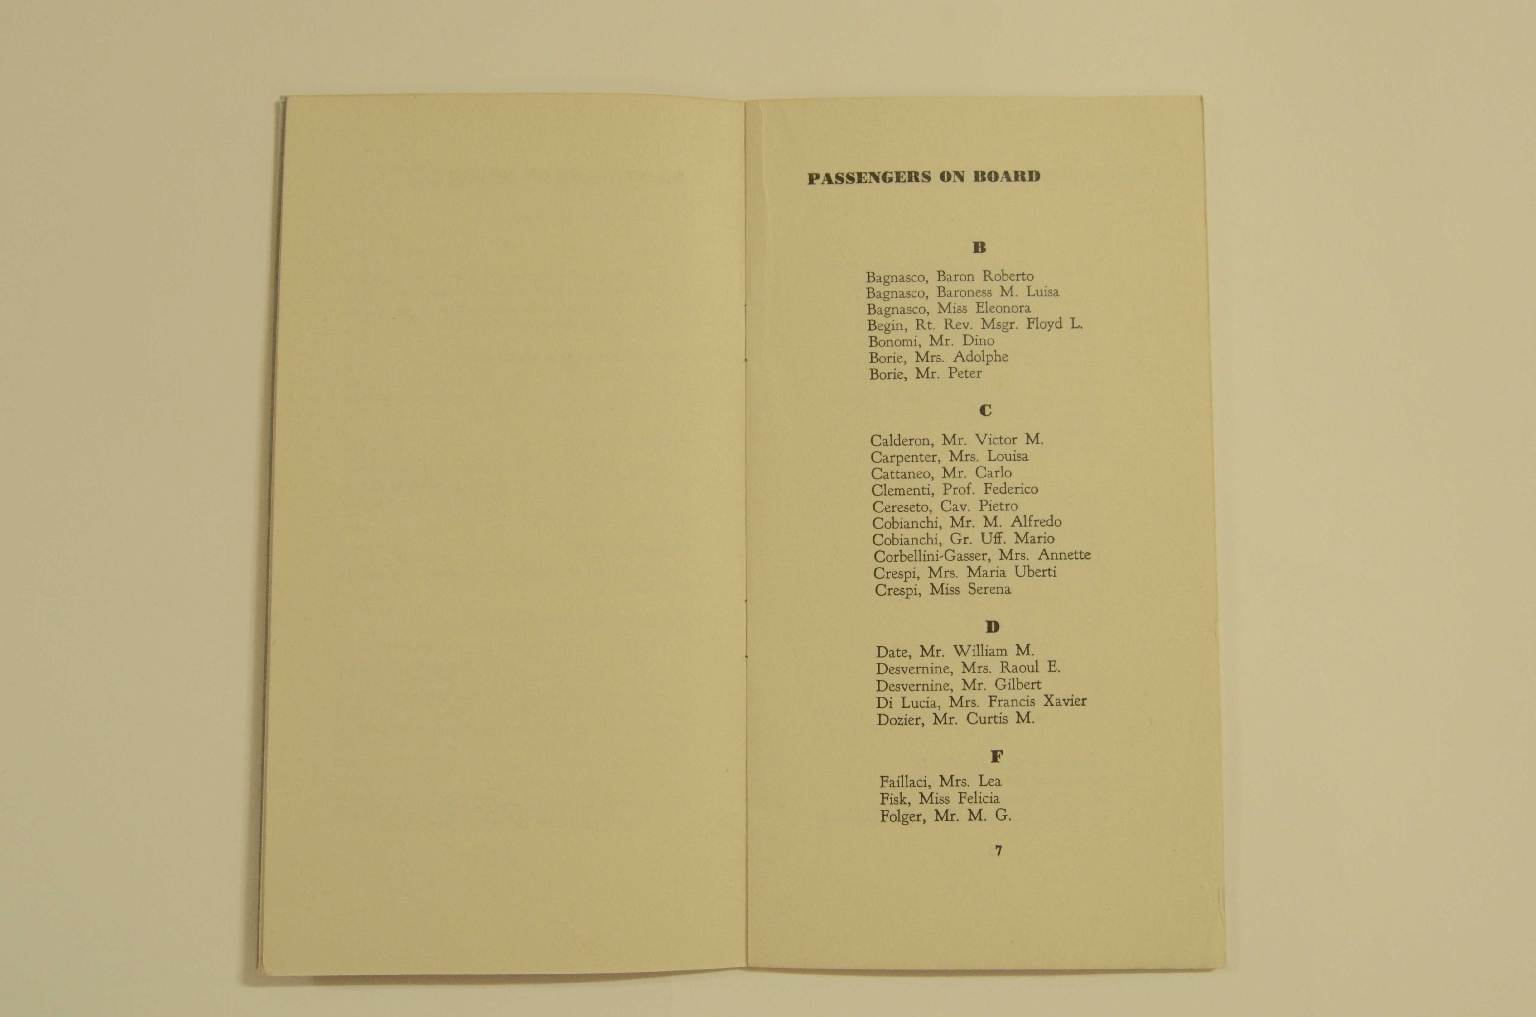 PASSENGERS ON BOARD
B
Bagnasco, Baron Roberto
Bagnasco, Baroness M. Luisa
Bagnasco, Miss Eleonora
Begin, Rt. Rev. Msgr. Floyd L.
Bonomi, Mr. Dino
Borie, Mrs. Adolphe
Borie, Mr. Peter
C
Calderon, Mr. Victor M.
Carpenter, Mrs. Louisa
Cattaneo, Mr. Carlo
Clementi, Prof. Federico
Cereseto, Cav. Pietro
Cobianchi, Mr. M. Alfredo
Cobianchi, Gr. Uff. Mario
Corbellini-Gasser, Mrs. Annette
Crespi, Mrs. Maria Uberti
Crespi, Miss Serena
D
Date, Mr. William M.
Desvernine, Mrs. Raoul E.
Desvernine, Mr. Gilbert
Di Lucia, Mrs. Francis Xavier
Dozier, Mr. Curtis M.
F
Faillaci, Mrs. Lea
Fisk, Miss Felicia
Folger, Mr. M. G.
7